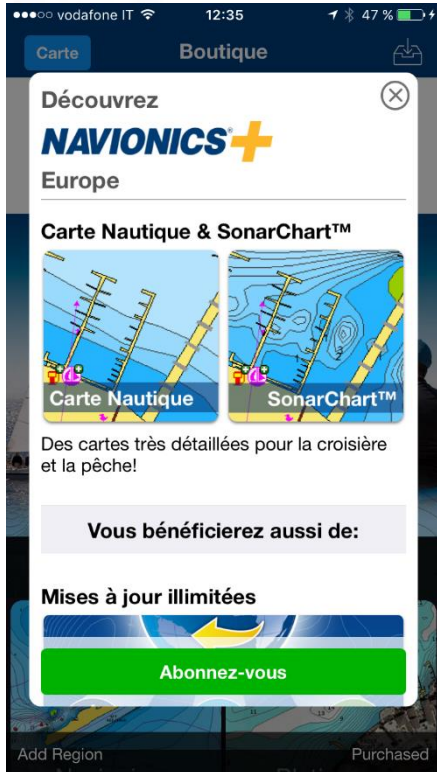 vodafone IT 12:35 47 %
Carte Boutique
Découvrez
NAVIONICS®+
Europe
Carte Nautique & SonarChart™
Carte Nautique SonarChart™
Des cartes très détaillées pour la croisière
et la pêche!
Vous bénéficierez aussi de:
Mises à jour illimitées
Abonnez-vous
Add Region Purchased